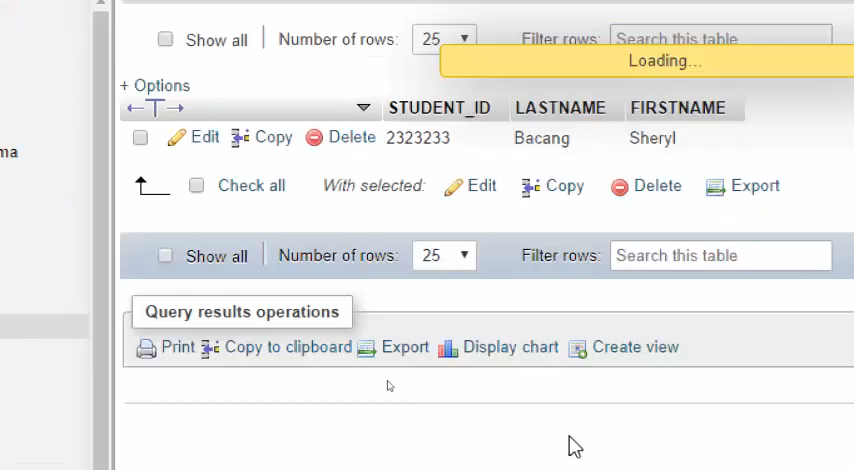 Show all Number of rows: 25 Filter rows: Search this table
Loading...
+ Options
←T→ STUDENT_ID LASTNAME FIRSTNAME
ma
Edit Copy Delete 2323233 Bacang Sheryl
Check all With selected: Edit Copy Delete Export
Show all Number of rows: 25 Filter rows: Search this table
Query results operations
Print Copy to clipboard Export Display chart Create view